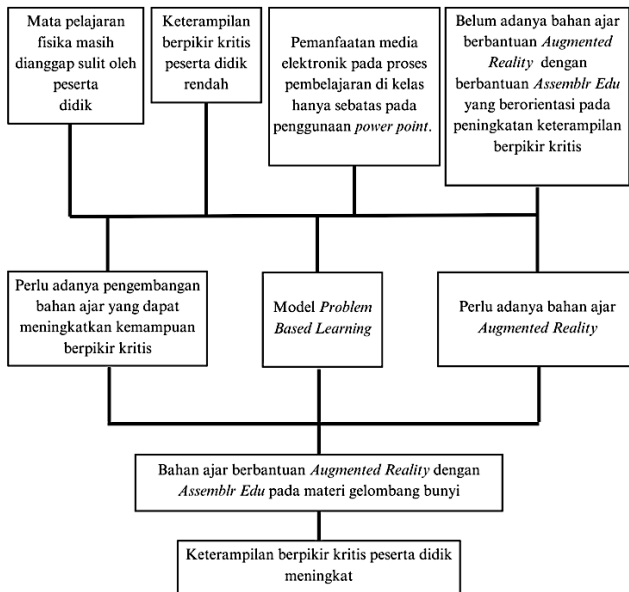 Mata pelajaran
fisika masih
dianggap sulit oleh
peserta
didik
Keterampilan
berpikir kritis
peserta didik
rendah
Pemanfaatan media
elektronik pada proses
pembelajaran di kelas
hanya sebatas pada
penggunaan power point.
Belum adanya bahan ajar
berbantuan Augmented
Reality dengan
berbantuan Assemblr Edu
yang berorientasi pada
peningkatan keterampilan
berpikir kritis
Perlu adanya pengembangan
bahan ajar yang dapat
meningkatkan kemampuan
berpikir kritis
Model Problem
Based Learning
Perlu adanya bahan ajar
Augmented Reality
Bahan ajar berbantuan Augmented Reality dengan
Assemblr Edu pada materi gelombang bunyi
Keterampilan berpikir kritis peserta didik
meningkat